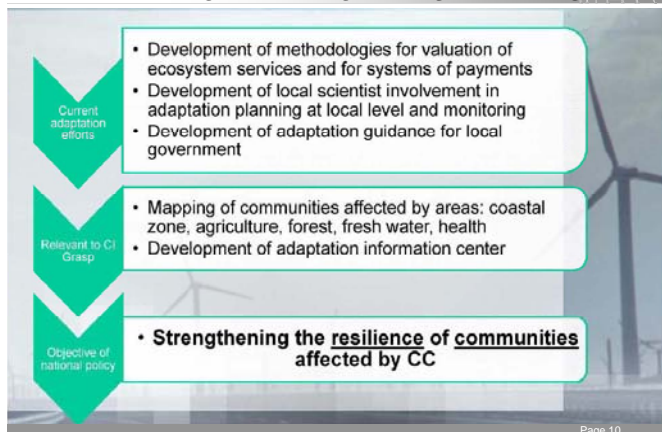 Current
adaptation
efforts
• Development of methodologies for valuation of
ecosystem services and for systems of payments
• Development of local scientist involvement in
adaptation planning at local level and monitoring
• Development of adaptation guidance for local
government
Relevant to CI
Grasp
• Mapping of communities affected by areas: coastal
zone, agriculture, forest, fresh water, health
• Development of adaptation information center
Objective of
national policy
• Strengthening the resilience of communities
affected by CC
Page 10